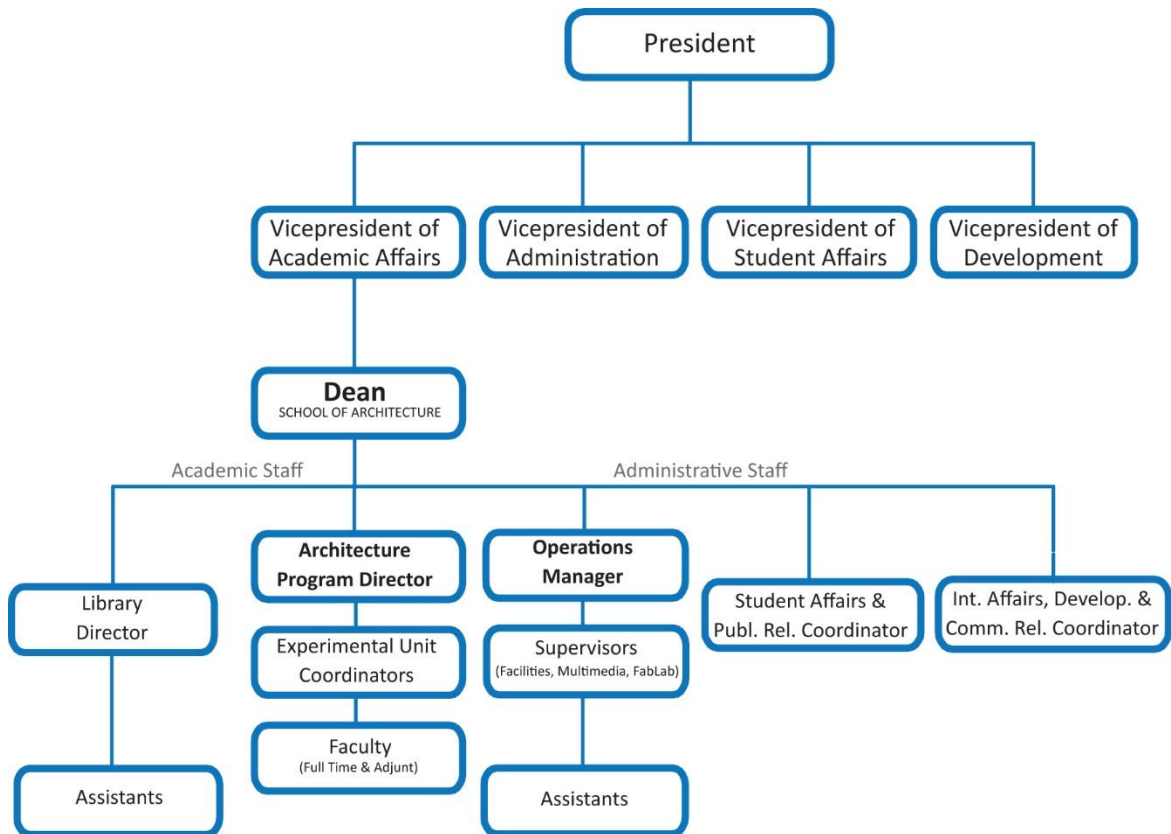 President
Vicepresident of
Academic Affairs
Vicepresident of
Administration
Vicepresident of
Student Affairs
Vicepresident of
Development
Dean
SCHOOL OF ARCHITECTURE
Academic Staff
Administrative Staff
Architecture
Program Director
Operations
Manager
Library
Director
Student Affairs &
Publ. Rel. Coordinator
Int. Affairs, Develop. &
Comm. Rel. Coordinator
Experimental Unit
Coordinators
Supervisors
(Facilities, Multimedia, FabLab)
Faculty
(Full Time & Adjunt)
Assistants
Assistants